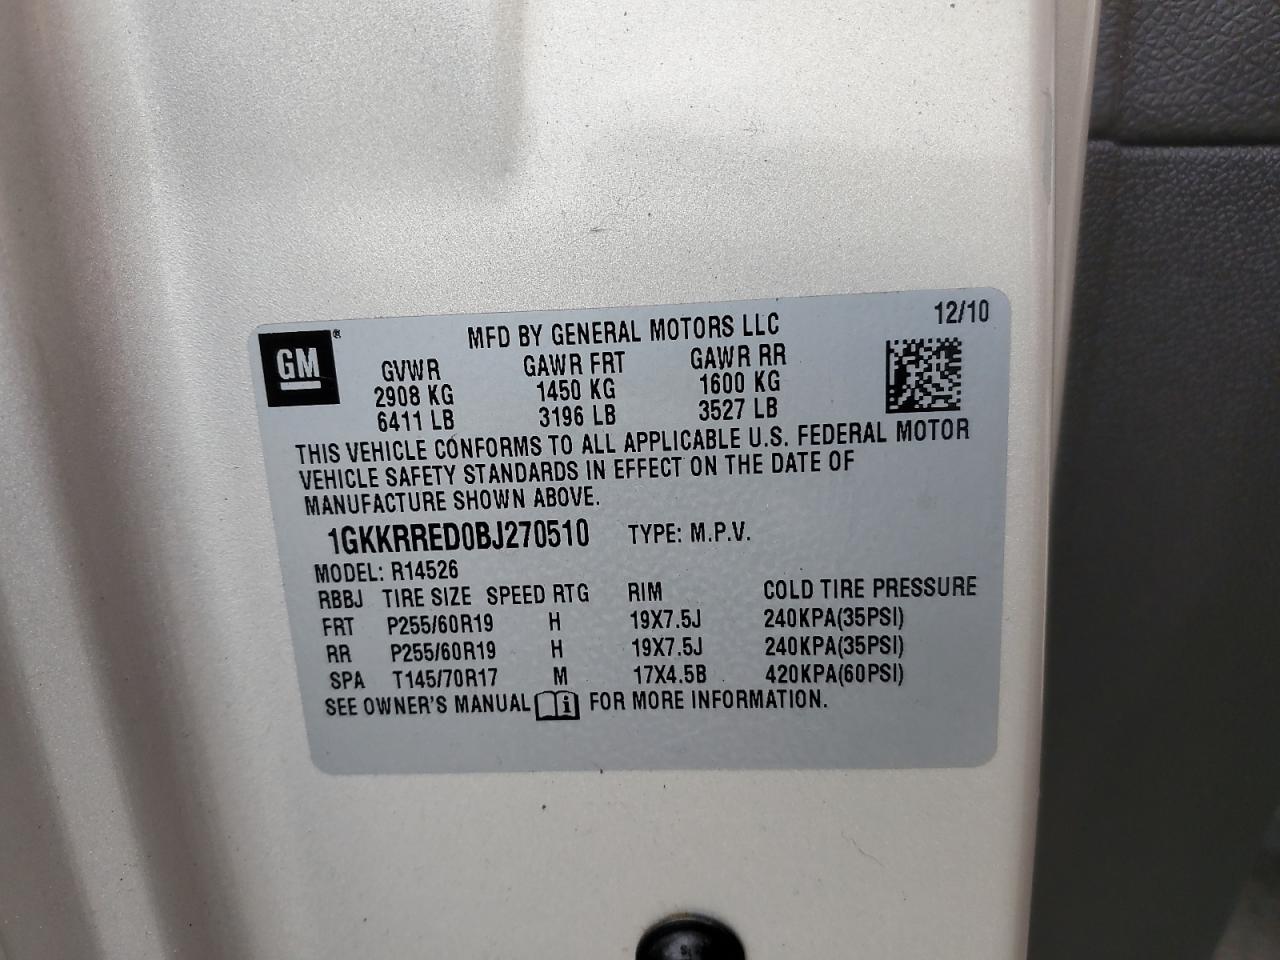 12/10
GM®
MFD BY GENERAL MOTORS LLC
GVWR GAWR FRT GAWR RR
2908 KG 1450 KG 1600 KG
6411 LB 3196 LB 3527 LB
THIS VEHICLE CONFORMS TO ALL APPLICABLE U.S. FEDERAL MOTOR
VEHICLE SAFETY STANDARDS IN EFFECT ON THE DATE OF
MANUFACTURE SHOWN ABOVE.
1GKKRRED0BJ270510 TYPE: M.P.V.
MODEL: R14526
RBBJ TIRE SIZE SPEED RTG RIM COLD TIRE PRESSURE
FRT P255/60R19 H 19X7.5J 240KPA(35PSI)
RR P255/60R19 H 19X7.5J 240KPA(35PSI)
SPA T145/70R17 M 17X4.5B 420KPA(60PSI)
SEE OWNER'S MANUAL i FOR MORE INFORMATION.